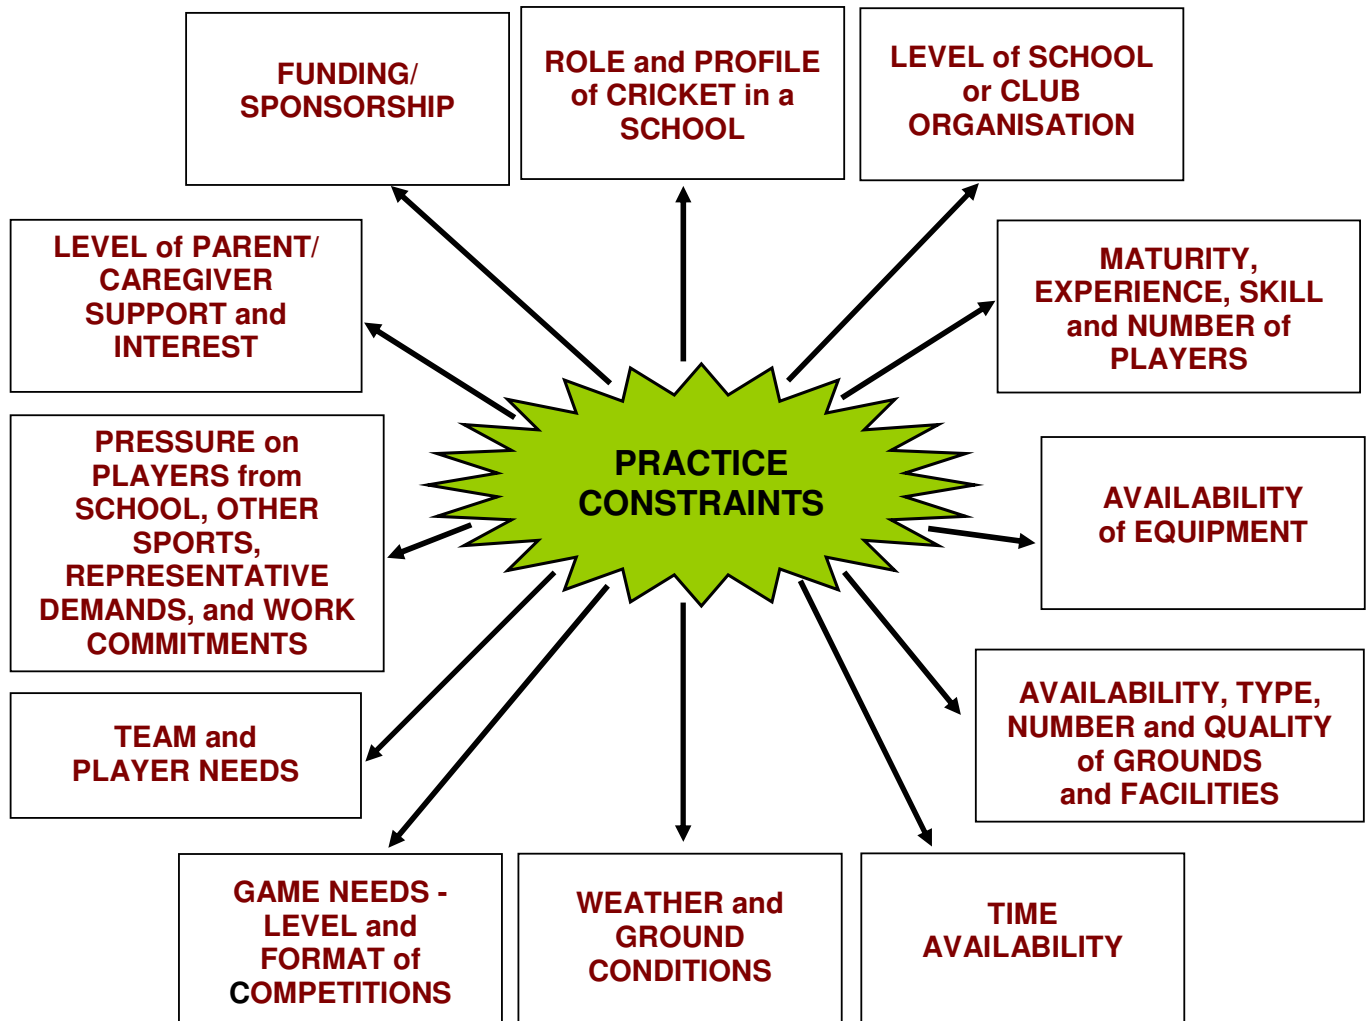 FUNDING/
SPONSORSHIP
ROLE and PROFILE
of CRICKET in a
SCHOOL
LEVEL of SCHOOL
or CLUB
ORGANISATION
LEVEL of PARENT/
CAREGIVER
SUPPORT and
INTEREST
MATURITY,
EXPERIENCE, SKILL
and NUMBER of
PLAYERS
PRESSURE on
PLAYERS from
SCHOOL, OTHER
SPORTS,
REPRESENTATIVE
DEMANDS, and WORK
COMMITMENTS
PRACTICE
CONSTRAINTS
AVAILABILITY
of EQUIPMENT
TEAM and
PLAYER NEEDS
AVAILABILITY, TYPE,
NUMBER and QUALITY
of GROUNDS
and FACILITIES
GAME NEEDS -
LEVEL and
FORMAT of
COMPETITIONS
WEATHER and
GROUND
CONDITIONS
TIME
AVAILABILITY